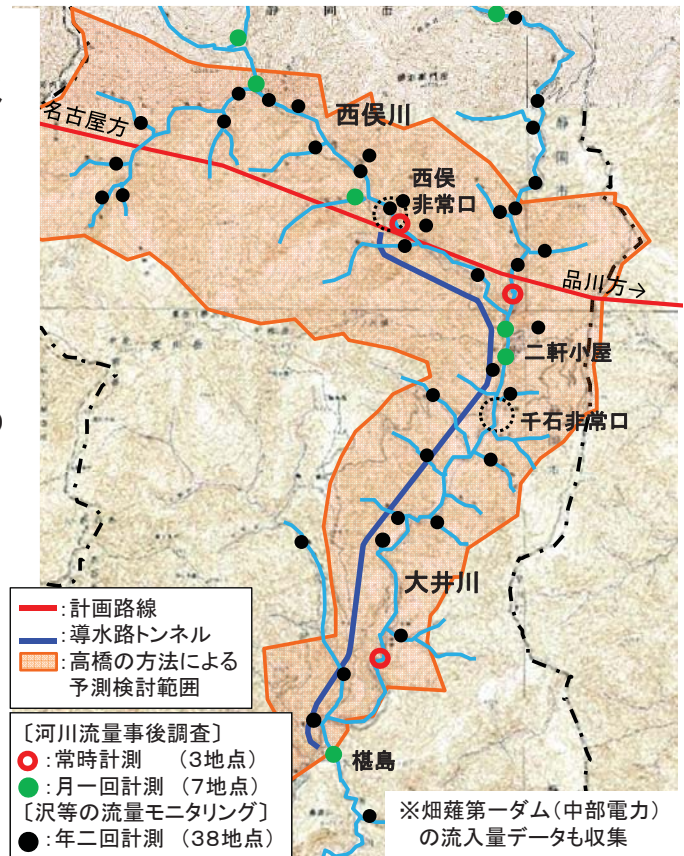 静岡市
西俣川
名古屋方
西俣
非常口
静岡市
品川方→
二軒小屋
千石非常口
大井川
椹島
:計画路線
:導水路トンネル
:高橋の方法による
予測検討範囲
〔河川流量事後調査〕
:常時計測 (3地点)
:月一回計測 (7地点)
〔沢等の流量モニタリング〕
:年二回計測 (38地点)
※畑薙第一ダム(中部電力)
の流入量データも収集